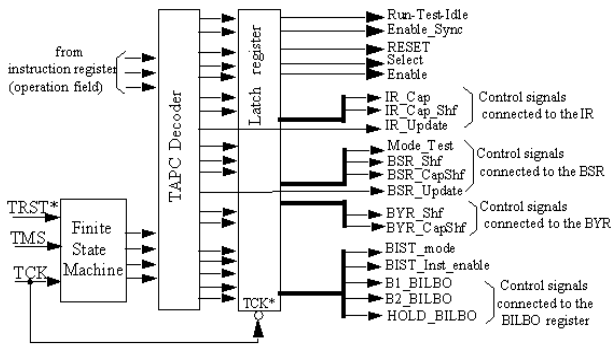 from
instruction register
(operation field)
TRST*
TMS
TCK
Finite
State
Machine
TAPC Decoder
Latch register
TCK*
Run-Test-Idle
Enable_Sync
RESET
Select
Enable
IR_Cap
IR_Cap_Shf
IR_Update
Control signals
connected to the IR
Mode_Test
BSR_Shf
BSR_CapShf
BSR_Update
Control signals
connected to the BSR
BYR_Shf
BYR_CapShf
Control signals
connected to the BYR
BIST_mode
BIST_Inst_enable
B1_BILBO
B2_BILBO
HOLD_BILBO
Control signals
connected to the
BILBO register